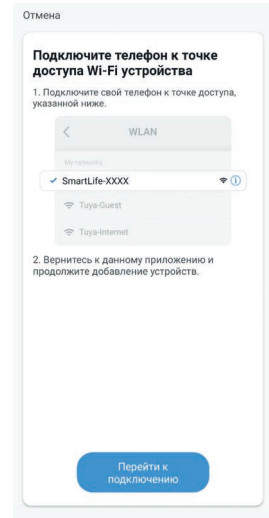 Отмена
Подключите телефон к точке
доступа Wi-Fi устройства
1. Подключите свой телефон к точке доступа,
указанной ниже.
WLAN
My networks
SmartLife-XXXX
Tuya-Guest
Tuya-Internet
2. Вернитесь к данному приложению и
продолжите добавление устройств.
Перейти к
подключению